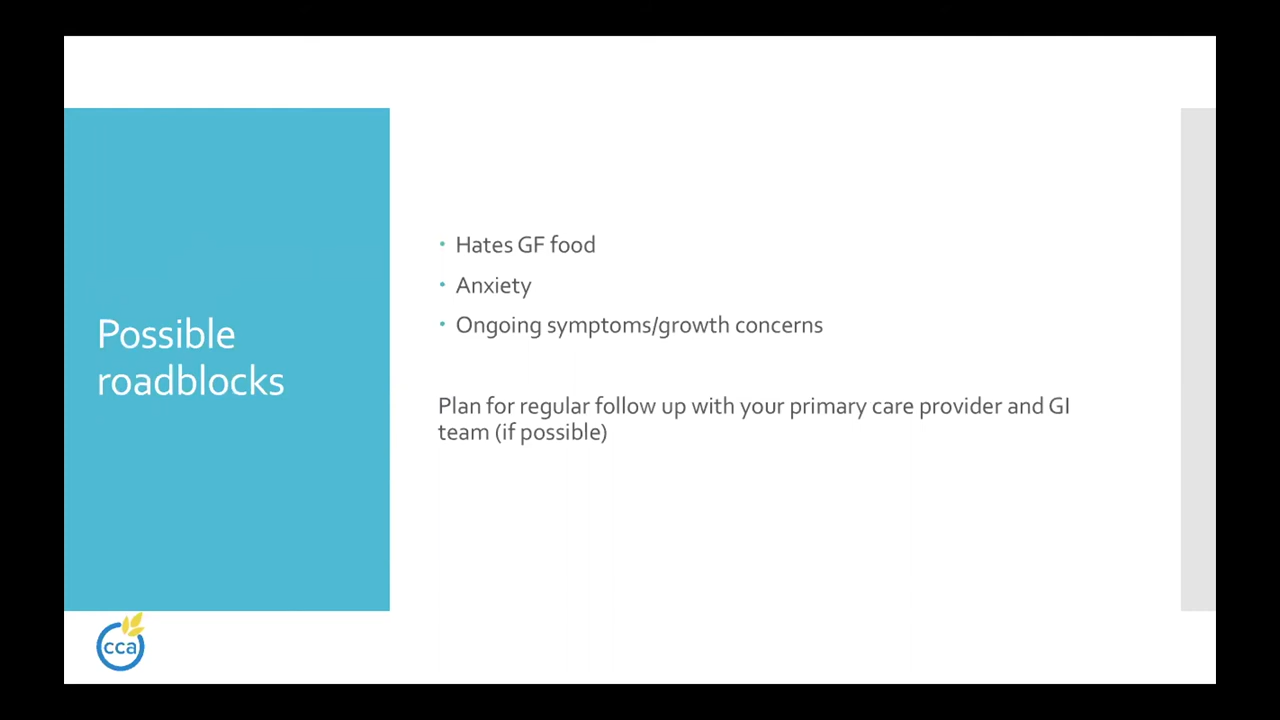 Possible
roadblocks
• Hates GF food
• Anxiety
• Ongoing symptoms/growth concerns
Plan for regular follow up with your primary care provider and GI
team (if possible)
cca